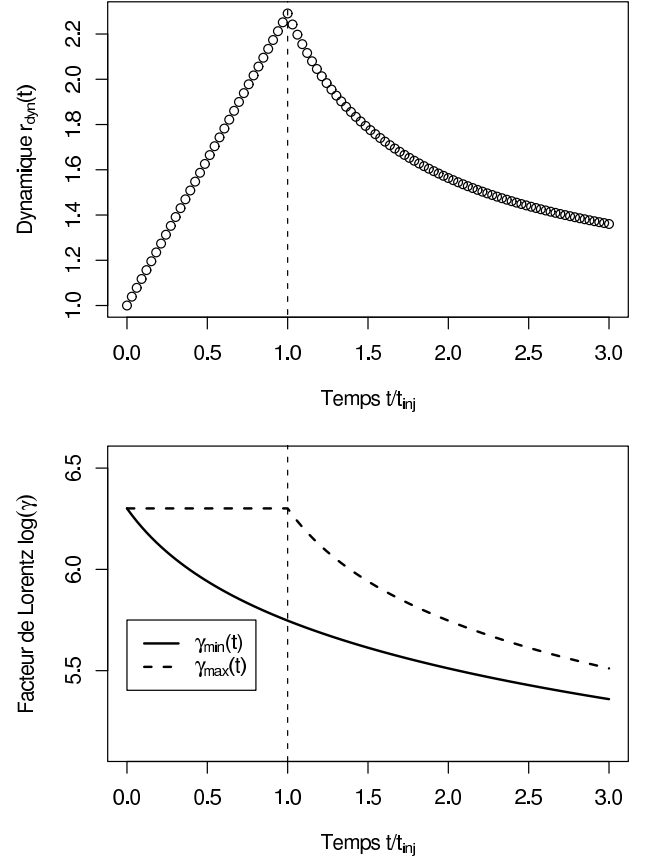 Dynamique r_dyn(t)
2.2
2.0
1.8
1.6
1.4
1.2
1.0
0.0 0.5 1.0 1.5 2.0 2.5 3.0
Temps t/t_inj
Facteur de Lorentz log(γ)
6.5
6.0
5.5
γ_min(t)
γ_max(t)
0.0 0.5 1.0 1.5 2.0 2.5 3.0
Temps t/t_inj